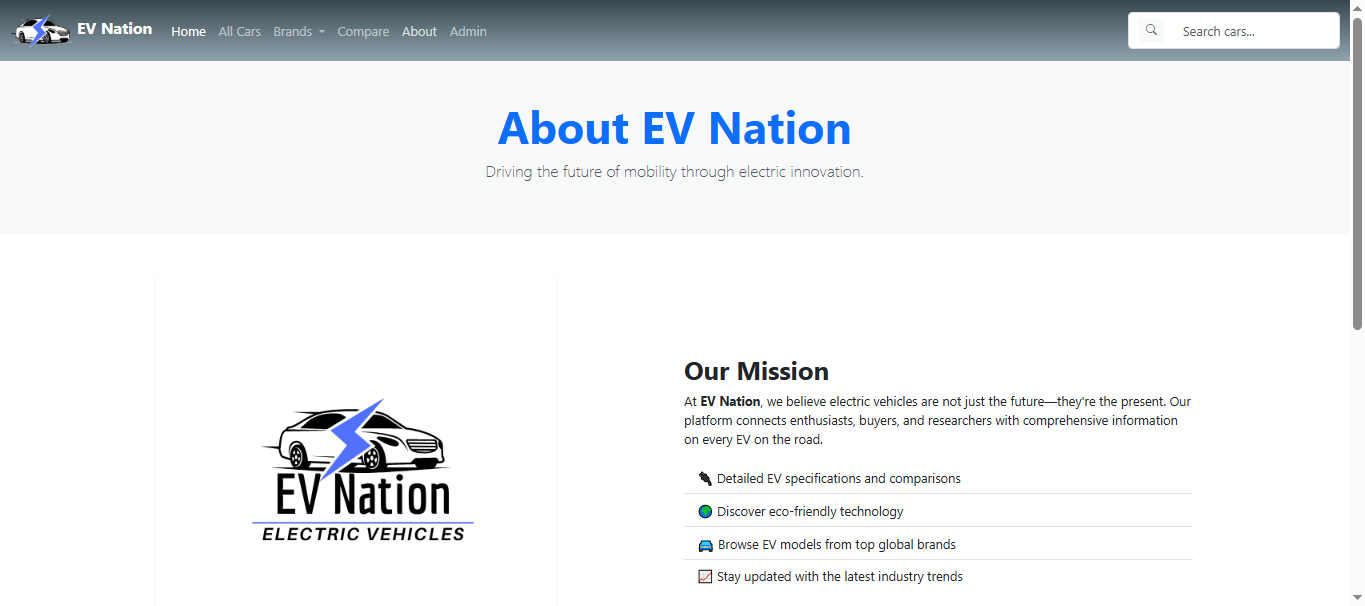 EV Nation
Home All Cars Brands Compare About Admin
Search cars...
About EV Nation
Driving the future of mobility through electric innovation.
EV Nation
ELECTRIC VEHICLES
Our Mission
At EV Nation, we believe electric vehicles are not just the future—they're the present. Our
platform connects enthusiasts, buyers, and researchers with comprehensive information
on every EV on the road.
Detailed EV specifications and comparisons
Discover eco-friendly technology
Browse EV models from top global brands
Stay updated with the latest industry trends